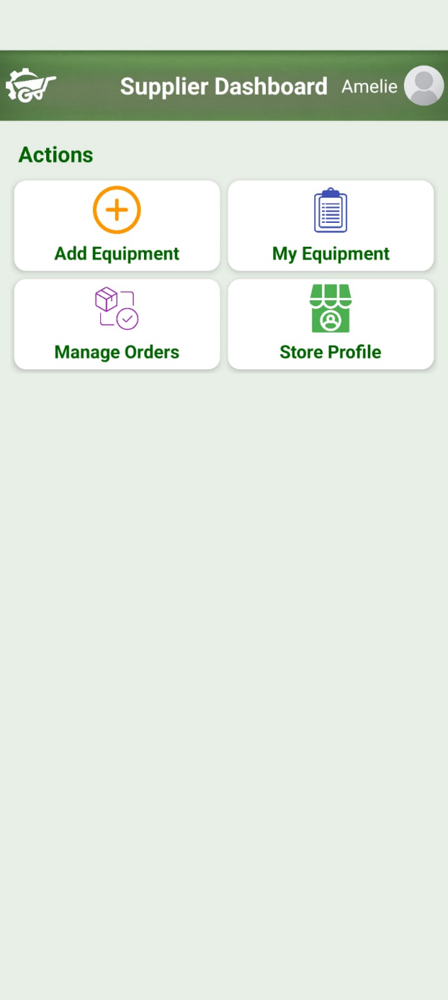 Supplier Dashboard Amelie
Actions
Add Equipment
My Equipment
Manage Orders
Store Profile